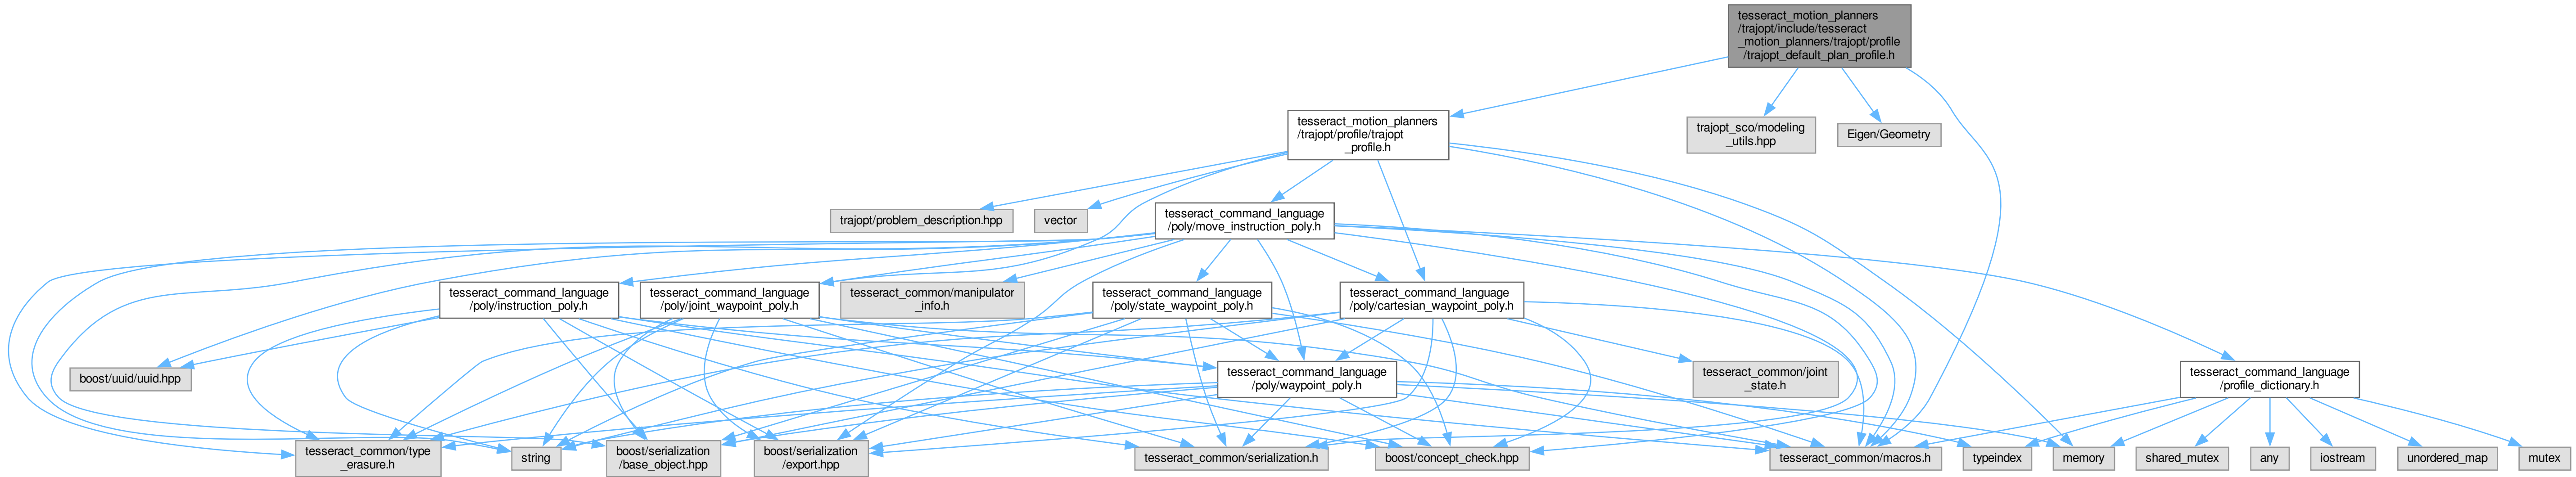 tesseract_motion_planners
/trajopt/include/tesseract
_motion_planners/trajopt/profile
/trajopt_default_plan_profile.h
tesseract_motion_planners
/trajopt/profile/trajopt
_profile.h
trajopt_sco/modeling
_utils.hpp
Eigen/Geometry
trajopt/problem_description.hpp
vector
tesseract_command_language
/poly/move_instruction_poly.h
tesseract_command_language
/poly/instruction_poly.h
tesseract_command_language
/poly/joint_waypoint_poly.h
tesseract_common/manipulator
_info.h
tesseract_command_language
/poly/state_waypoint_poly.h
tesseract_command_language
/poly/cartesian_waypoint_poly.h
boost/uuid/uuid.hpp
tesseract_command_language
/poly/waypoint_poly.h
tesseract_common/joint
_state.h
tesseract_command_language
/profile_dictionary.h
tesseract_common/type
_erasure.h
string
boost/serialization
/base_object.hpp
boost/serialization
/export.hpp
tesseract_common/serialization.h
boost/concept_check.hpp
tesseract_common/macros.h
typeindex
memory
shared_mutex
any
iostream
unordered_map
mutex